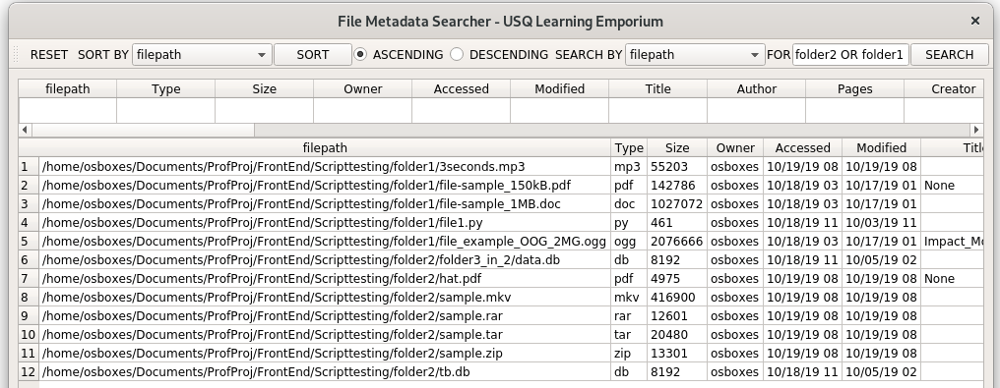 File Metadata Searcher - USQ Learning Emporium ×
RESET SORT BY filepath SORT ASCENDING DESCENDING SEARCH BY filepath FOR folder2 OR folder1 SEARCH
filepath Type Size Owner Accessed Modified Title Author Pages Creator
filepath Type Size Owner Accessed Modified Title
1 /home/osboxes/Documents/ProfProj/FrontEnd/Scripttesting/folder1/3seconds.mp3 mp3 55203 osboxes 10/19/19 08 10/19/19 08
2 /home/osboxes/Documents/ProfProj/FrontEnd/Scripttesting/folder1/file-sample_150kB.pdf pdf 142786 osboxes 10/18/19 03 10/17/19 01 None
3 /home/osboxes/Documents/ProfProj/FrontEnd/Scripttesting/folder1/file-sample_1MB.doc doc 1027072 osboxes 10/18/19 03 10/17/19 01
4 /home/osboxes/Documents/ProfProj/FrontEnd/Scripttesting/folder1/file1.py py 461 osboxes 10/18/19 11 10/03/19 11
5 /home/osboxes/Documents/ProfProj/FrontEnd/Scripttesting/folder1/file_example_OOG_2MG.ogg ogg 2076666 osboxes 10/18/19 03 10/17/19 01 Impact_Mo
6 /home/osboxes/Documents/ProfProj/FrontEnd/Scripttesting/folder2/folder3_in_2/data.db db 8192 osboxes 10/18/19 11 10/05/19 02
7 /home/osboxes/Documents/ProfProj/FrontEnd/Scripttesting/folder2/hat.pdf pdf 4975 osboxes 10/19/19 08 10/19/19 08 None
8 /home/osboxes/Documents/ProfProj/FrontEnd/Scripttesting/folder2/sample.mkv mkv 416900 osboxes 10/19/19 08 10/19/19 08
9 /home/osboxes/Documents/ProfProj/FrontEnd/Scripttesting/folder2/sample.rar rar 12601 osboxes 10/19/19 08 10/19/19 08
10 /home/osboxes/Documents/ProfProj/FrontEnd/Scripttesting/folder2/sample.tar tar 20480 osboxes 10/19/19 08 10/19/19 08
11 /home/osboxes/Documents/ProfProj/FrontEnd/Scripttesting/folder2/sample.zip zip 13301 osboxes 10/19/19 08 10/19/19 08
12 /home/osboxes/Documents/ProfProj/FrontEnd/Scripttesting/folder2/tb.db db 8192 osboxes 10/18/19 11 10/05/19 02